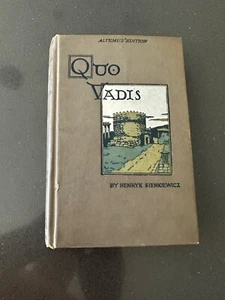 ALTEMUS' EDITION
QUO
VADIS
BY HENRYK SIENKIEWICZ